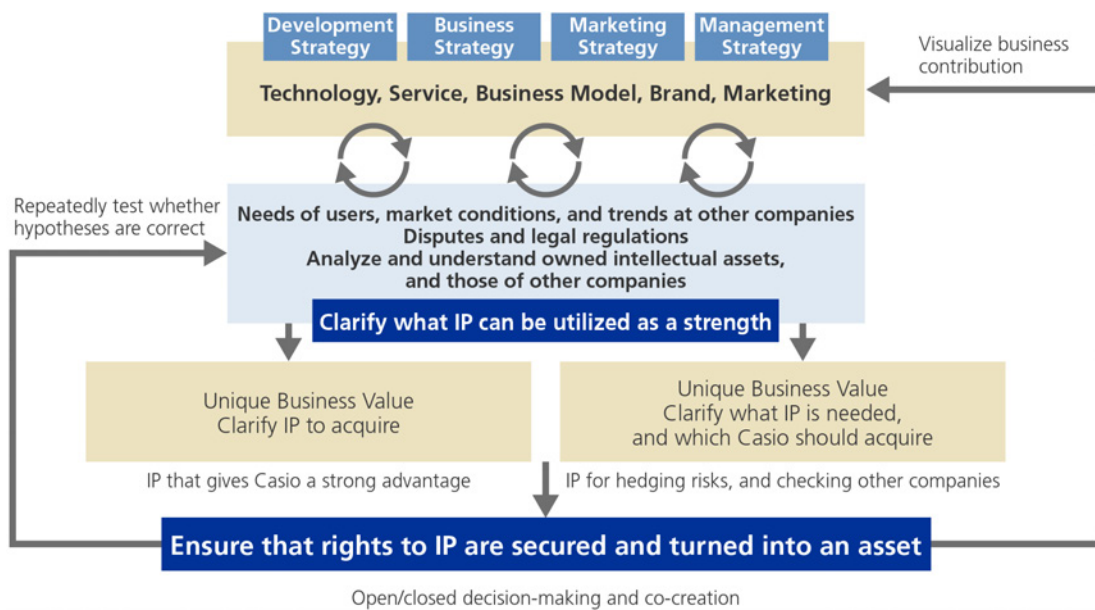 Development
Strategy
Business
Strategy
Marketing
Strategy
Management
Strategy
Technology, Service, Business Model, Brand, Marketing
Visualize business
contribution
Repeatedly test whether
hypotheses are correct
Needs of users, market conditions, and trends at other companies
Disputes and legal regulations
Analyze and understand owned intellectual assets,
and those of other companies
Clarify what IP can be utilized as a strength
Unique Business Value
Clarify IP to acquire
Unique Business Value
Clarify what IP is needed,
and which Casio should acquire
IP that gives Casio a strong advantage
IP for hedging risks, and checking other companies
Ensure that rights to IP are secured and turned into an asset
Open/closed decision-making and co-creation